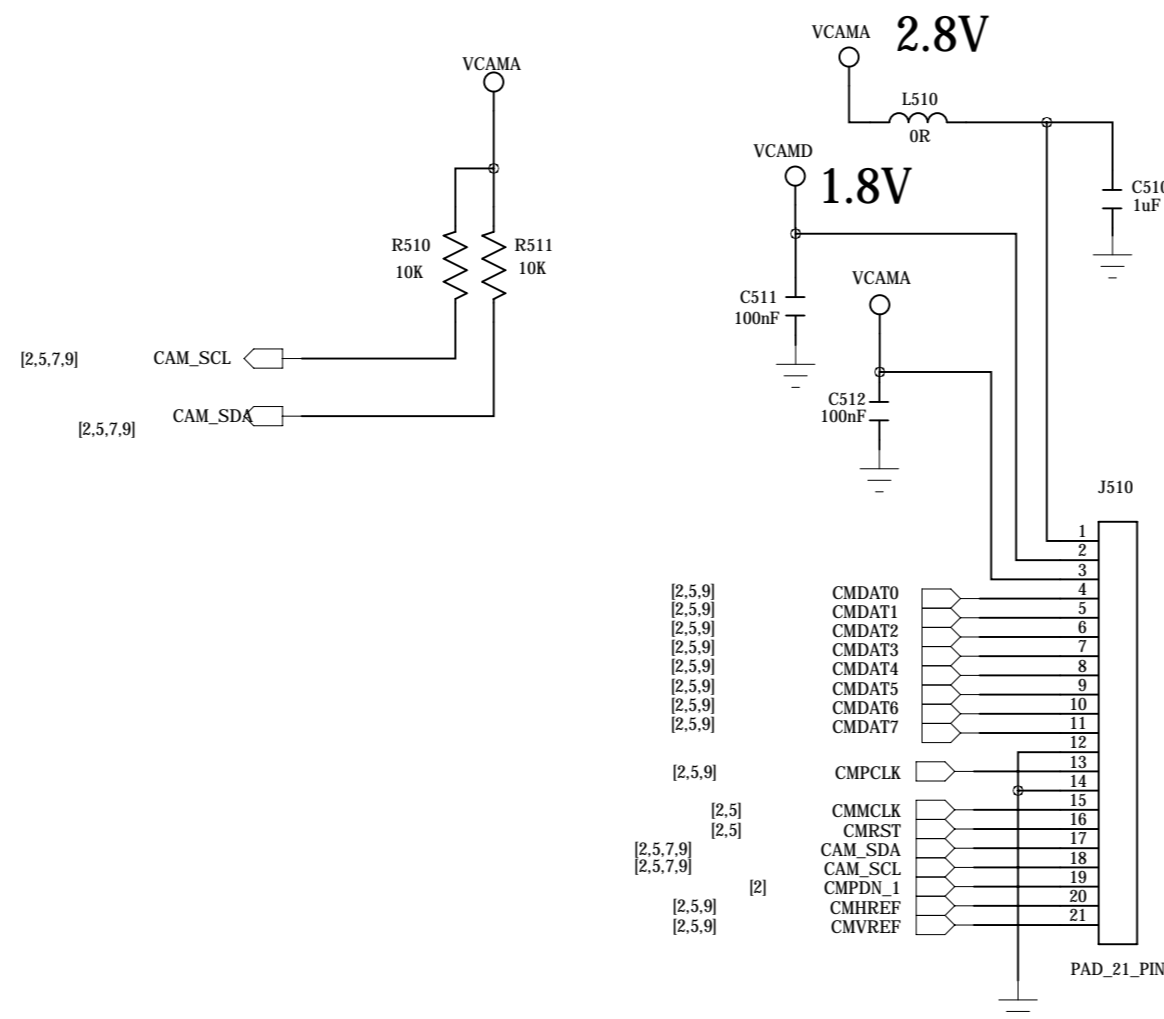 VCAMA 2.8V
VCAMA
L510
0R
VCAMD
1.8V
C510
1uF
R510
10K
R511
10K
VCAMA
C511
100nF
[2,5,7,9] CAM_SCL
C512
100nF
[2,5,7,9] CAM_SDA
J510
1
2
3
[2,5,9] CMDAT0 4
[2,5,9] CMDAT1 5
[2,5,9] CMDAT2 6
[2,5,9] CMDAT3 7
[2,5,9] CMDAT4 8
[2,5,9] CMDAT5 9
[2,5,9] CMDAT6 10
[2,5,9] CMDAT7 11
12
[2,5,9] CMPCLK 13
14
[2,5] CMMCLK 15
[2,5] CMRST 16
[2,5,7,9] CAM_SDA 17
[2,5,7,9] CAM_SCL 18
[2] CMPDN_1 19
[2,5,9] CMHREF 20
[2,5,9] CMVREF 21
PAD_21_PIN